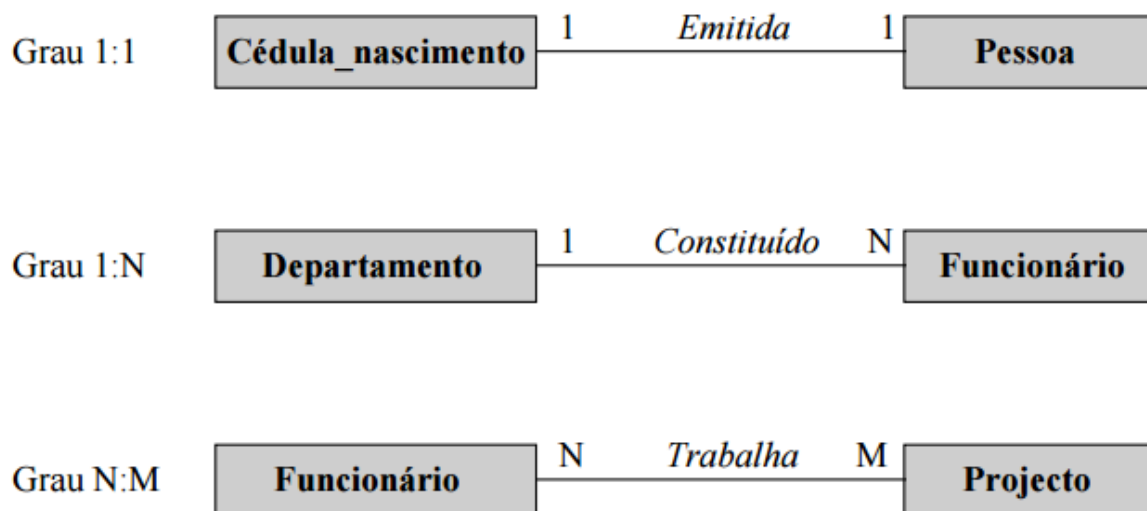 Grau 1:1 Cédula_nascimento 1 Emitida 1 Pessoa
Grau 1:N Departamento 1 Constituído N Funcionário
Grau N:M Funcionário N Trabalha M Projecto